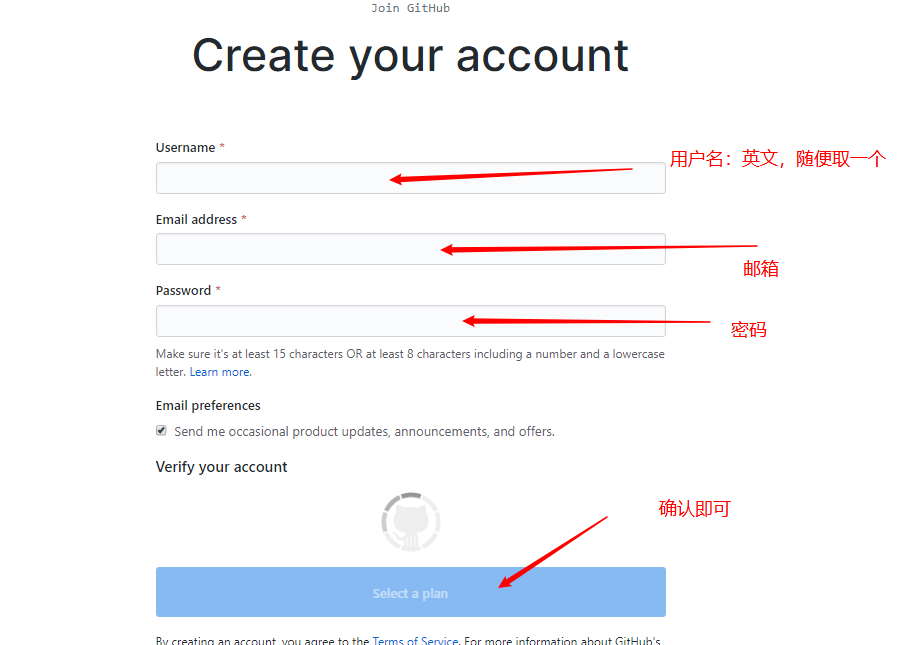 Join GitHub
Create your account
Username *
用户名：英文，随便取一个
Email address *
邮箱
Password *
密码
Make sure it's at least 15 characters OR at least 8 characters including a number and a lowercase
letter. Learn more.
Email preferences
Send me occasional product updates, announcements, and offers.
Verify your account
确认即可
Select a plan
By creating an account, you agree to the Terms of Service. For more information about GitHub's